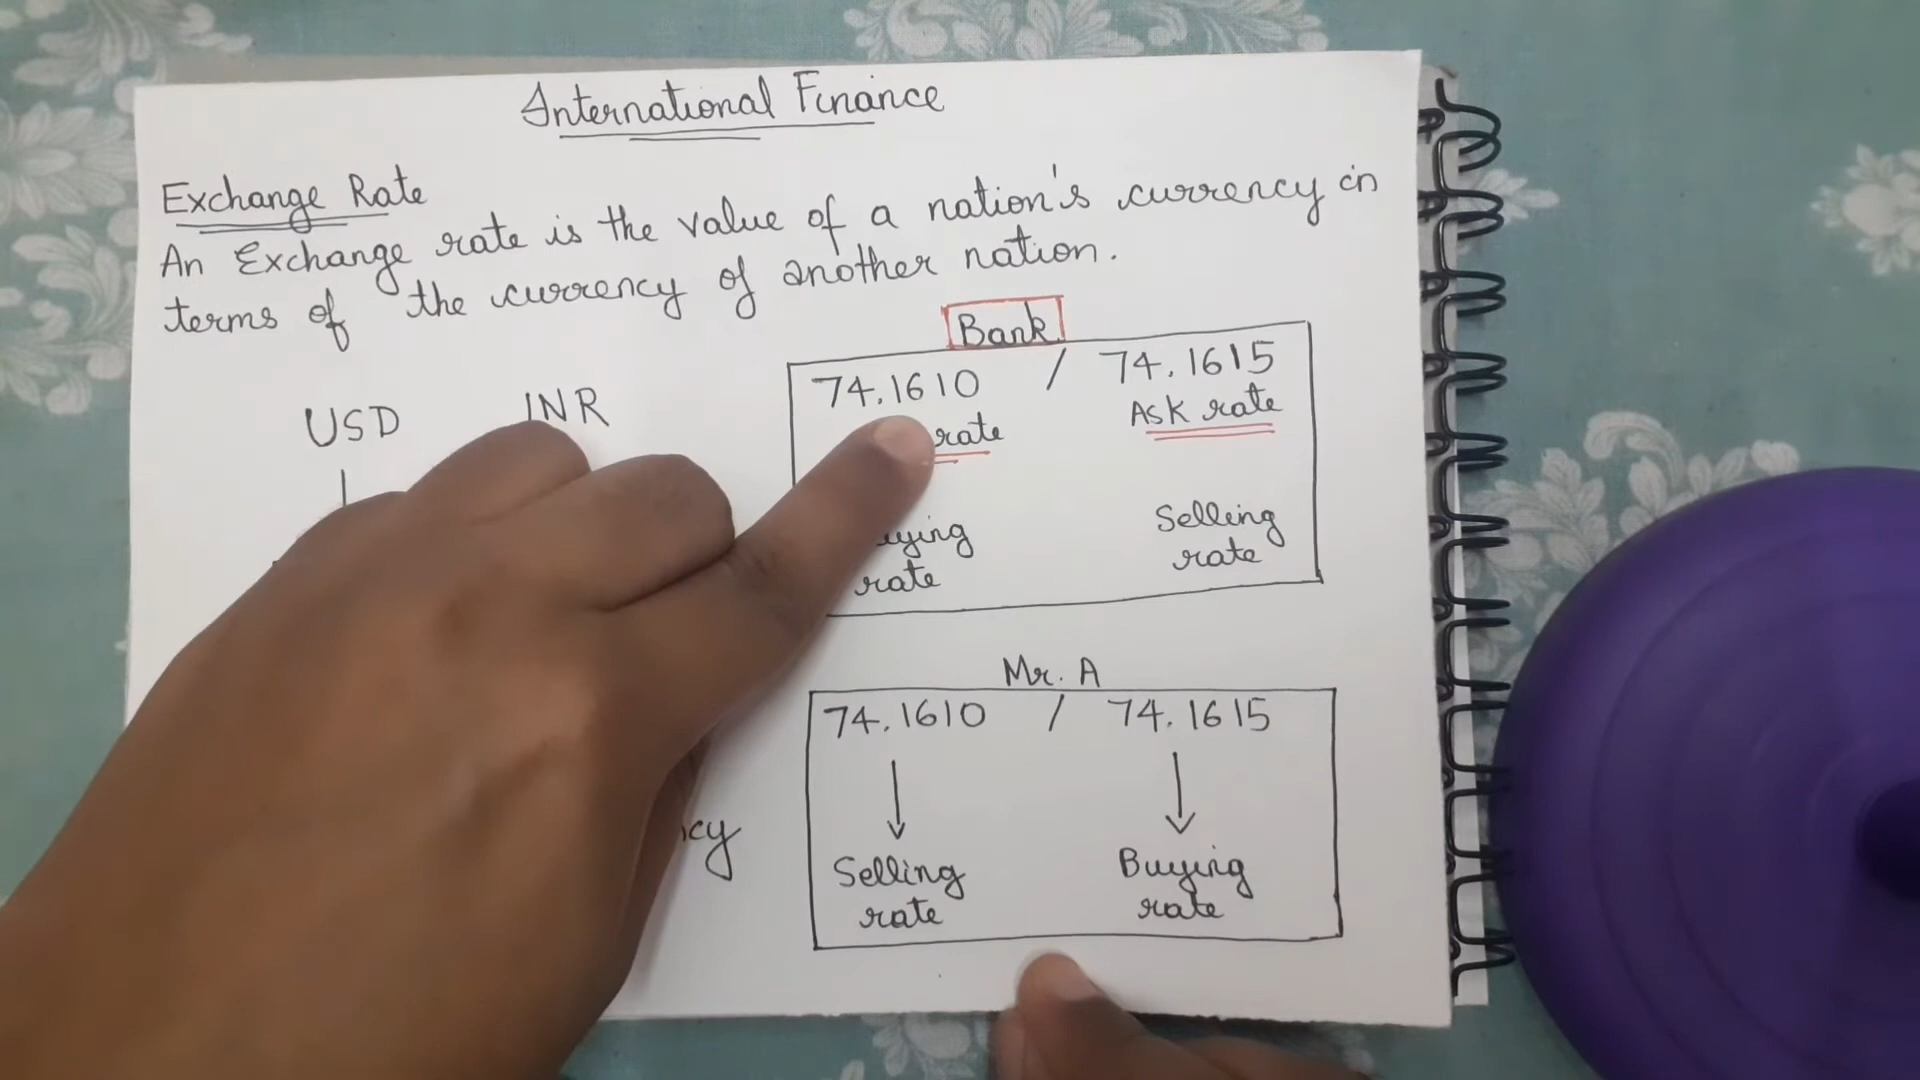 International Finance
Exchange Rate
An Exchange rate is the value of a nation's currency in
terms of the currency of another nation.
Bank
74.1610 / 74.1615
rate Ask rate
Selling
rate
rate
USD INR
Mr. A
74.1610 / 74.1615
Selling
rate
Buying
rate